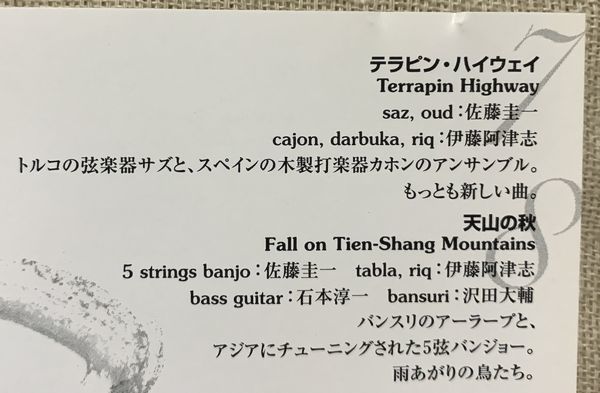 7
テラピン・ハイウェイ
Terrapin Highway
saz, oud：佐藤圭一
cajon, darbuka, riq：伊藤阿津志
トルコの弦楽器サズと、スペインの木製打楽器カホンのアンサンブル。
もっとも新しい曲。
8
天山の秋
Fall on Tien-Shang Mountains
5 strings banjo：佐藤圭一　tabla, riq：伊藤阿津志
bass guitar：石本淳一　bansuri：沢田大輔
バンスリのアーラープと、
アジアにチューニングされた5弦バンジョー。
雨あがりの鳥たち。